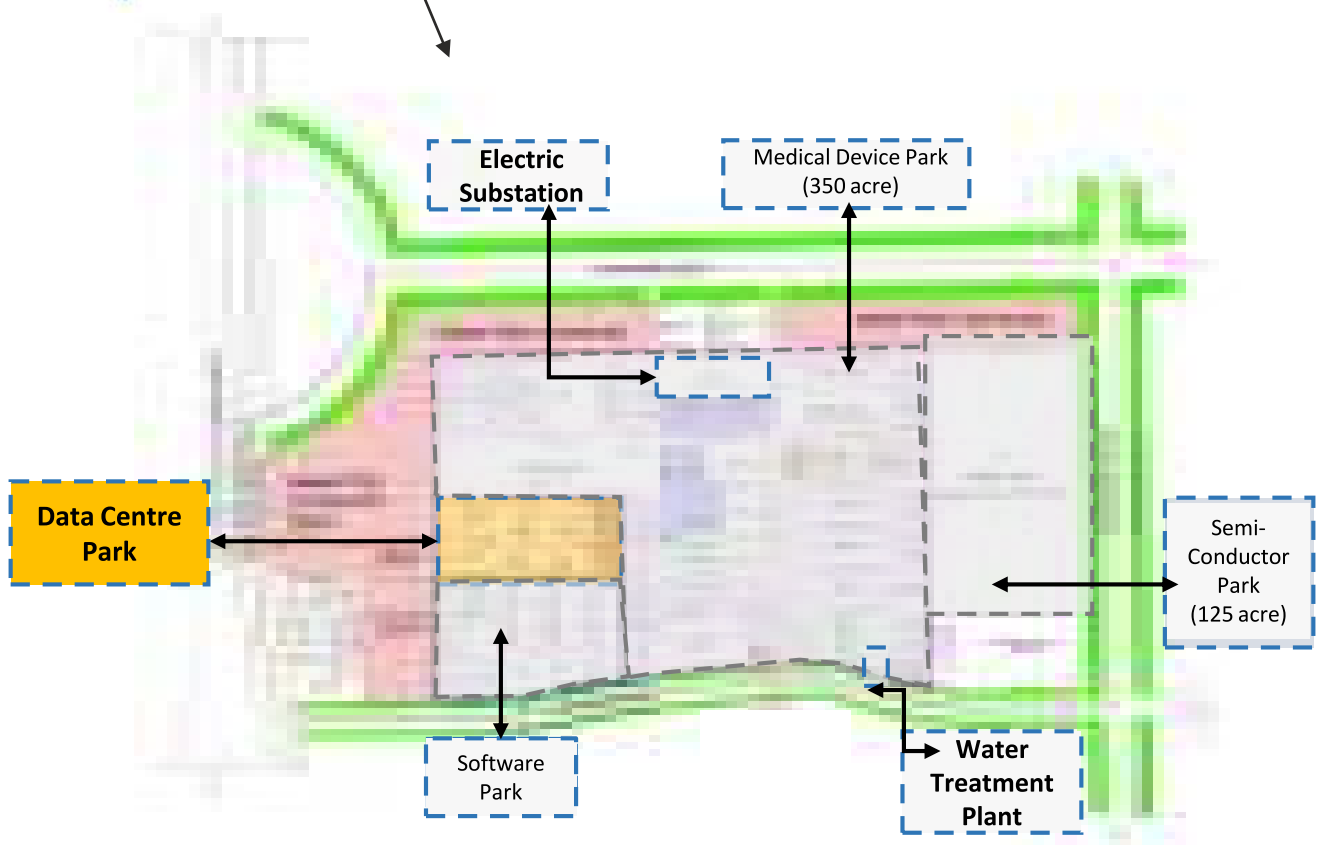 Electric
Substation
Medical Device Park
(350 acre)
Data Centre
Park
Semi-
Conductor
Park
(125 acre)
Software
Park
Water
Treatment
Plant